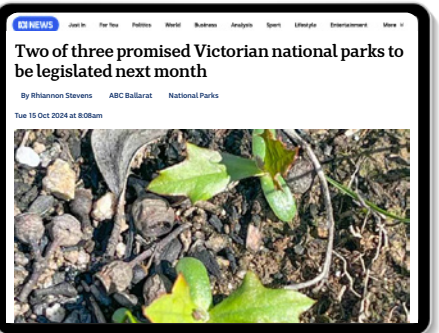 NEWS Just In For You Politics World Business Analysis Sport Lifestyle Entertainment More
Two of three promised Victorian national parks to
be legislated next month
By Rhiannon Stevens ABC Ballarat National Parks
Tue 15 Oct 2024 at 8:08am